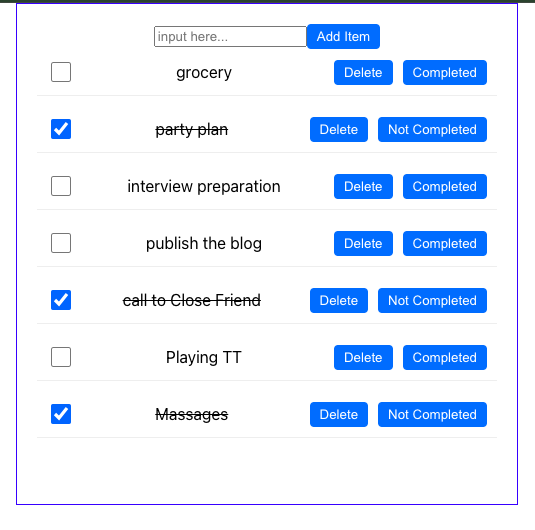 input here... Add Item
grocery Delete Completed
party plan Delete Not Completed
interview preparation Delete Completed
publish the blog Delete Completed
call to Close Friend Delete Not Completed
Playing TT Delete Completed
Massages Delete Not Completed